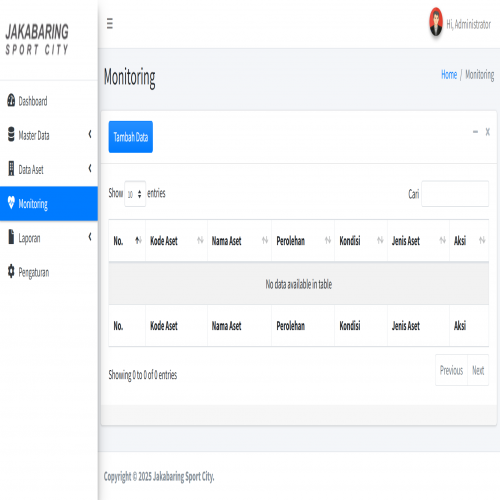 JAKABARING
SPORT CITY
Hi, Administrator
Monitoring
Home / Monitoring
Dashboard
Master Data
Data Aset
Monitoring
Laporan
Pengaturan
Tambah Data
Show 10 entries
Cari
No. Kode Aset Nama Aset Perolehan Kondisi Jenis Aset Aksi
No data available in table
No. Kode Aset Nama Aset Perolehan Kondisi Jenis Aset Aksi
Showing 0 to 0 of 0 entries
Previous Next
Copyright © 2025 Jakabaring Sport City.